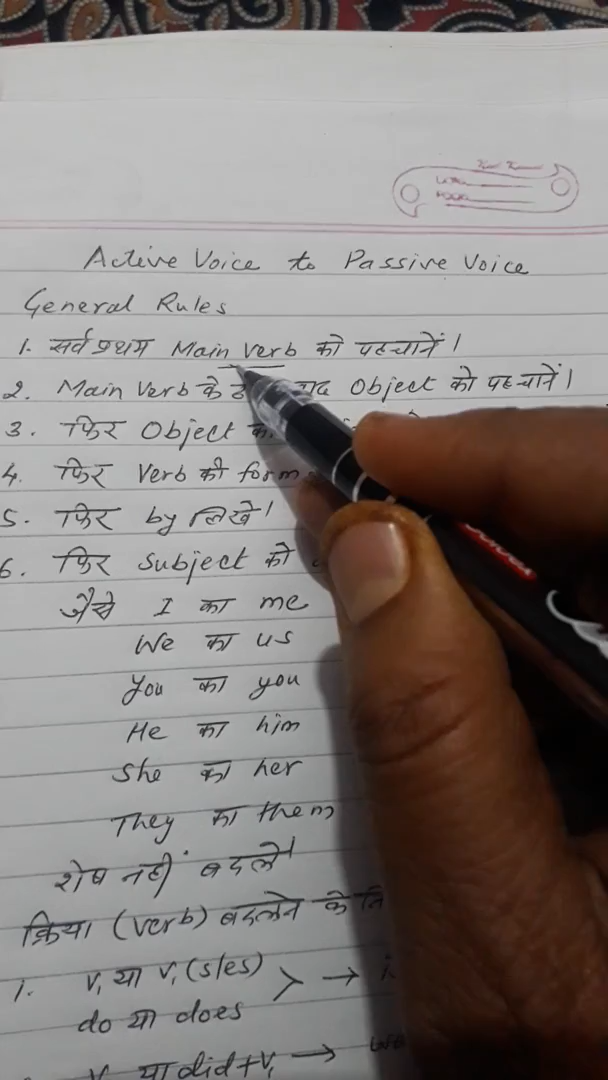 Active Voice to Passive Voice
General Rules
1. सर्व प्रथम Main verb को पहचानें।
2. Main Verb के बाद Object को पहचानें।
3. फिर Object
4. फिर Verb की form
5. फिर by लिखे।
6. फिर Subject को
जैसे I का me
We का us
You का you
He का him
She का her
They का them
शेष नहीं बदले।
क्रिया (verb) बदलने के
1. V₁ या V₁ (s/es) →
do या does
या did+V₁ →